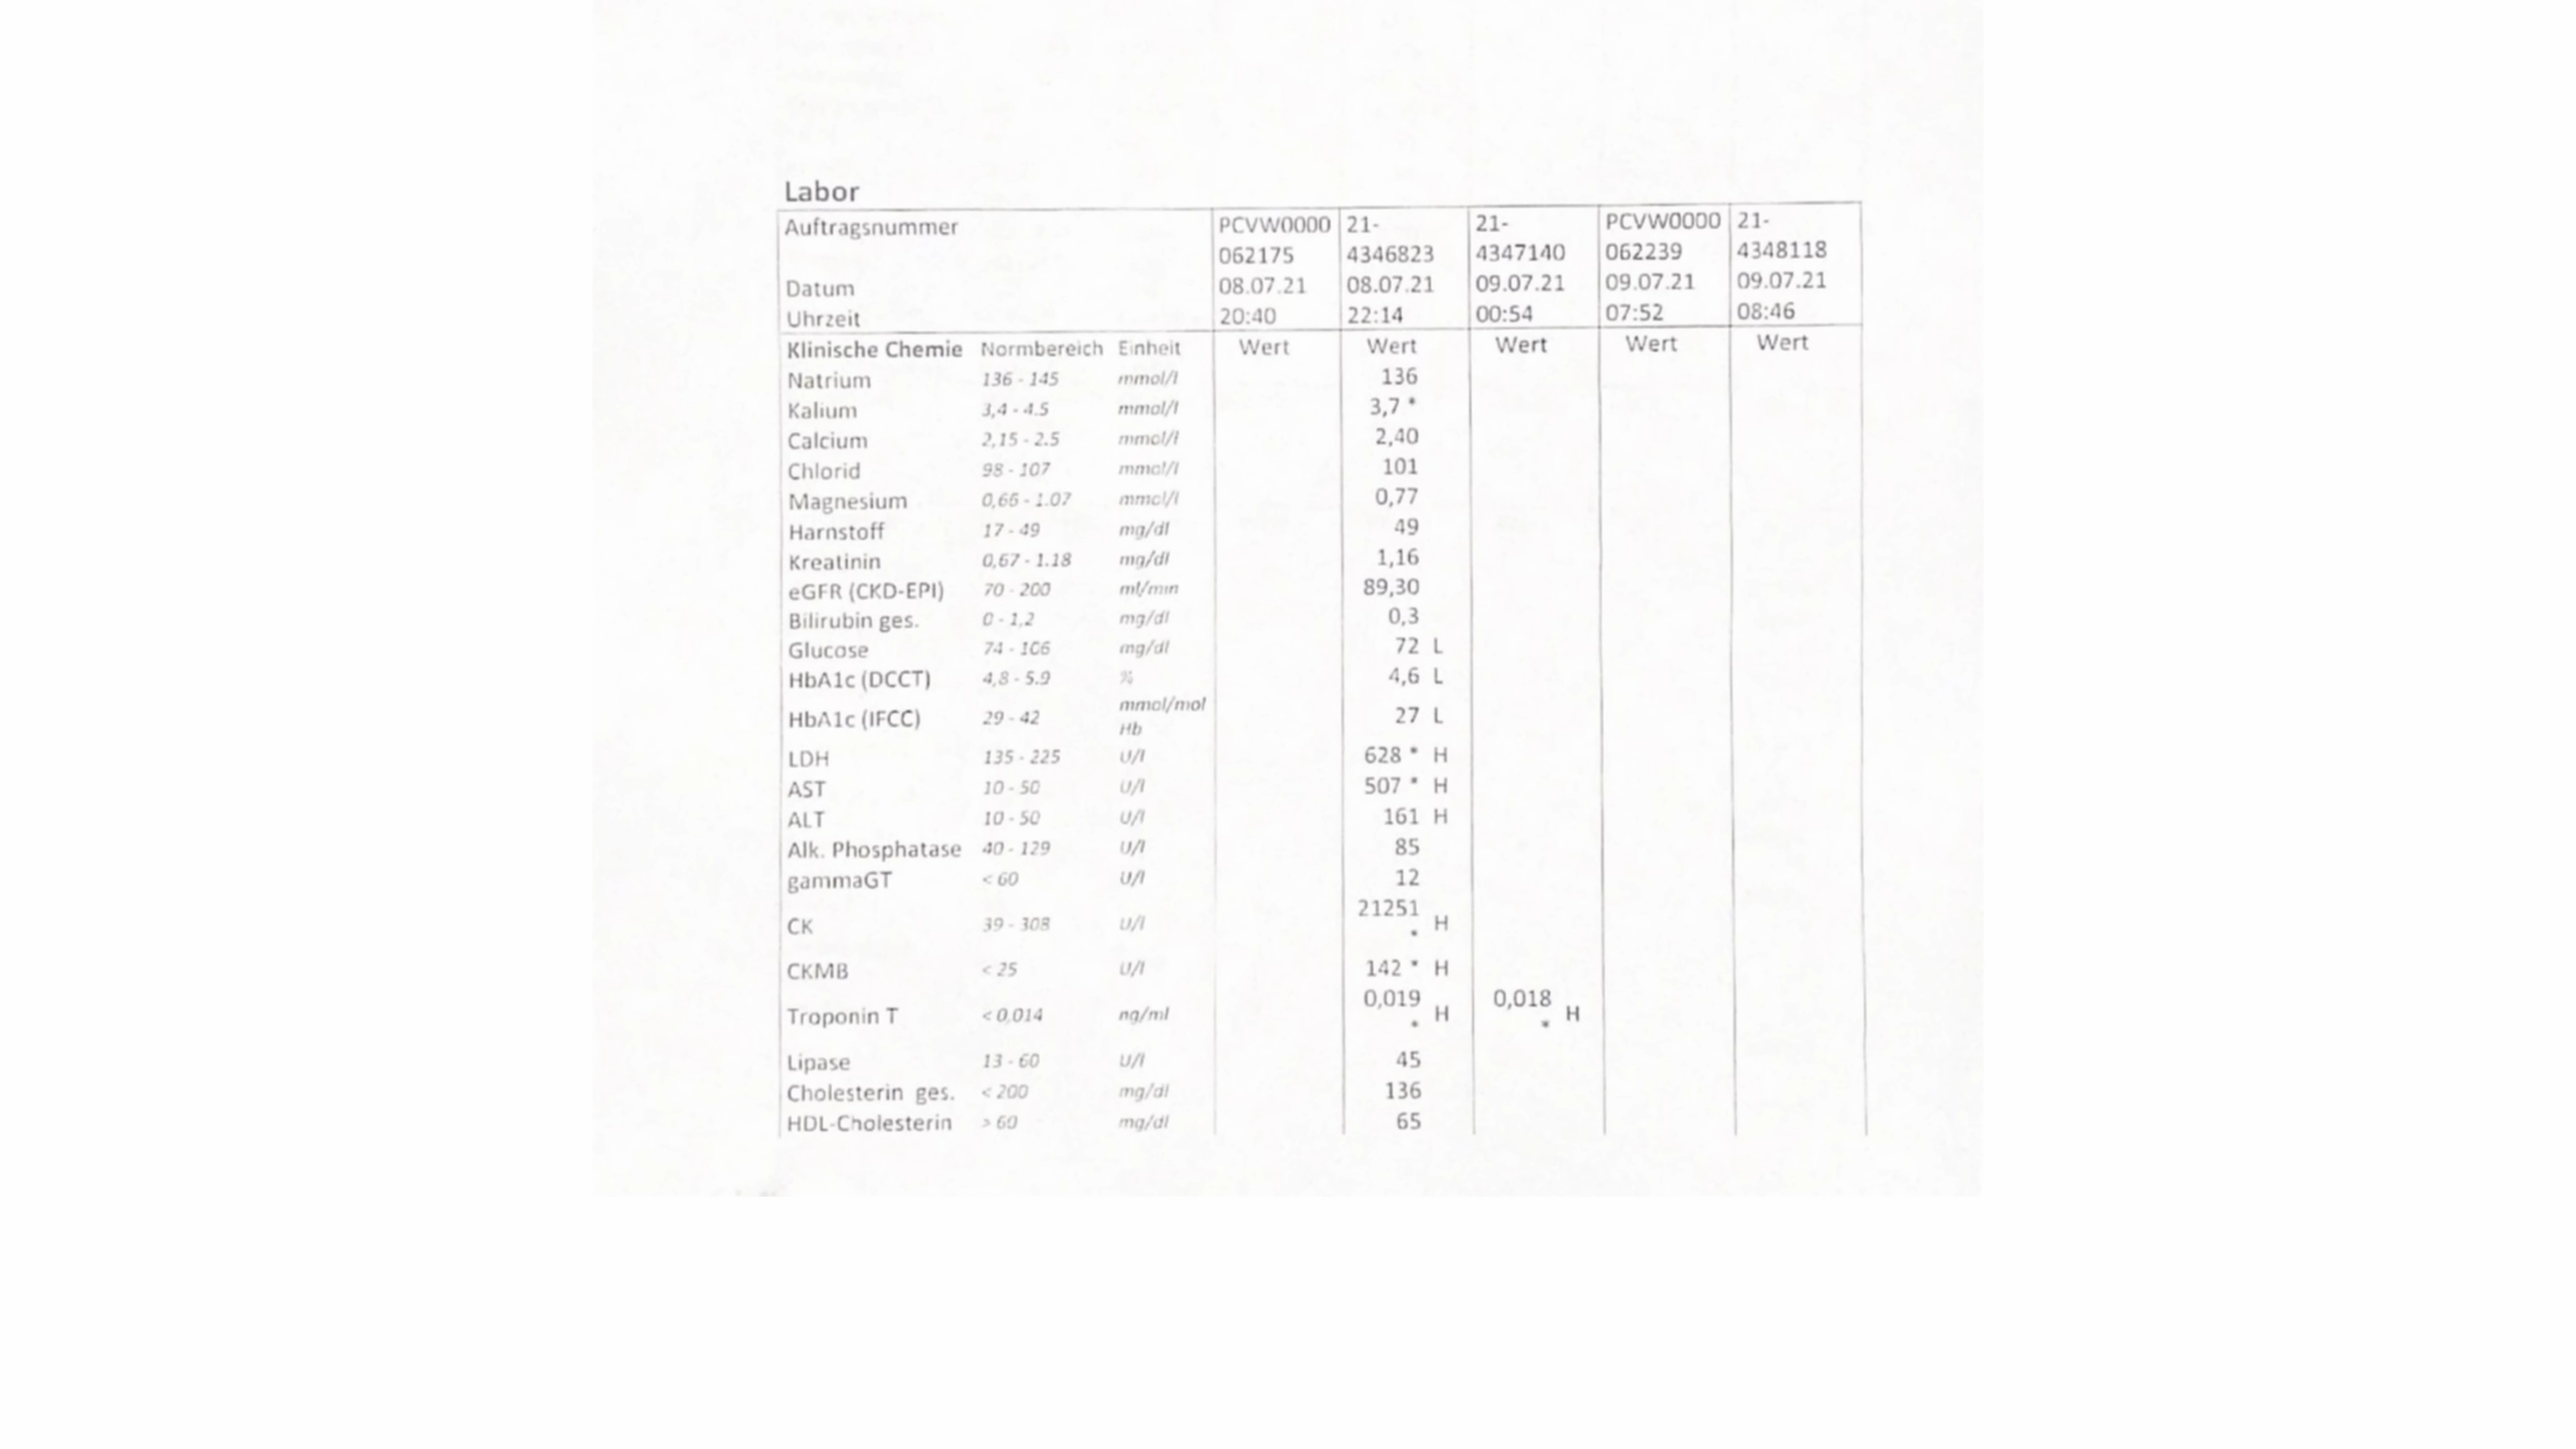 Labor
Auftragsnummer PCVW0000 21- 21- PCVW0000 21-
062175 4346823 4347140 062239 4348118
Datum 08.07.21 08.07.21 09.07.21 09.07.21 09.07.21
Uhrzeit 20:40 22:14 00:54 07:52 08:46
Klinische Chemie Normbereich Einheit Wert Wert Wert Wert Wert
Natrium 136 - 145 mmol/l 136
Kalium 3,4 - 4.5 mmol/l 3,7 *
Calcium 2,15 - 2.5 mmol/l 2,40
Chlorid 98 - 107 mmol/l 101
Magnesium 0,66 - 1.07 mmol/l 0,77
Harnstoff 17 - 49 mg/dl 49
Kreatinin 0,67 - 1.18 mg/dl 1,16
eGFR (CKD-EPI) 70 - 200 ml/min 89,30
Bilirubin ges. 0 - 1,2 mg/dl 0,3
Glucose 74 - 106 mg/dl 72 L
HbA1c (DCCT) 4,8 - 5.9 % 4,6 L
HbA1c (IFCC) 29 - 42 mmol/mol Hb 27 L
LDH 135 - 225 U/l 628 * H
AST 10 - 50 U/l 507 * H
ALT 10 - 50 U/l 161 H
Alk. Phosphatase 40 - 129 U/l 85
gammaGT < 60 U/l 12
CK 39 - 308 U/l 21251 * H
CKMB < 25 U/l 142 * H
Troponin T < 0,014 ng/ml 0,019 * H 0,018 * H
Lipase 13 - 60 U/l 45
Cholesterin ges. < 200 mg/dl 136
HDL-Cholesterin > 60 mg/dl 65